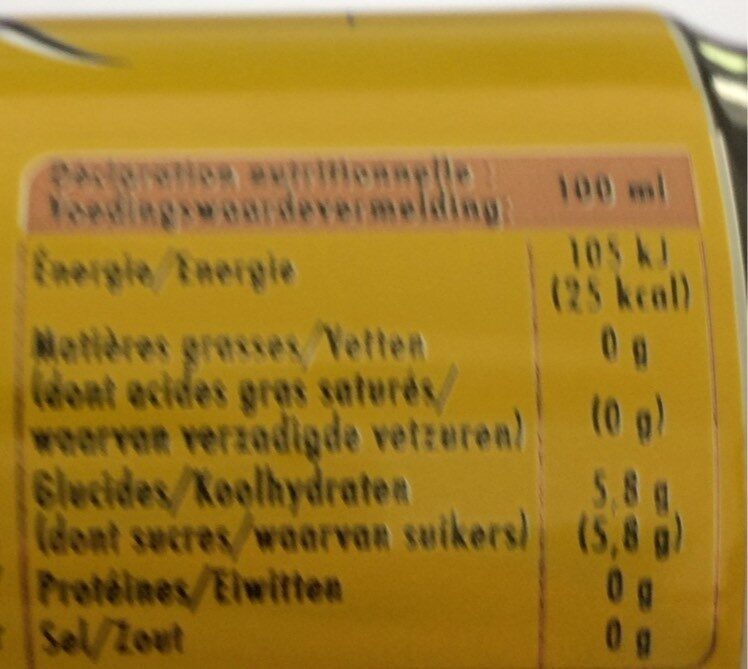 Déclaration nutritionnelle : 100 ml
Voedingswaardevermelding:
Énergie/Energie 105 kJ
(25 kcal)
Matières grasses/Vetten 0 g
(dont acides gras saturés/
waarvan verzadigde vetzuren) (0 g)
Glucides/Koolhydraten 5,8 g
(dont sucres/waarvan suikers) (5,8 g)
Protéines/Eiwitten 0 g
Sel/Zout 0 g